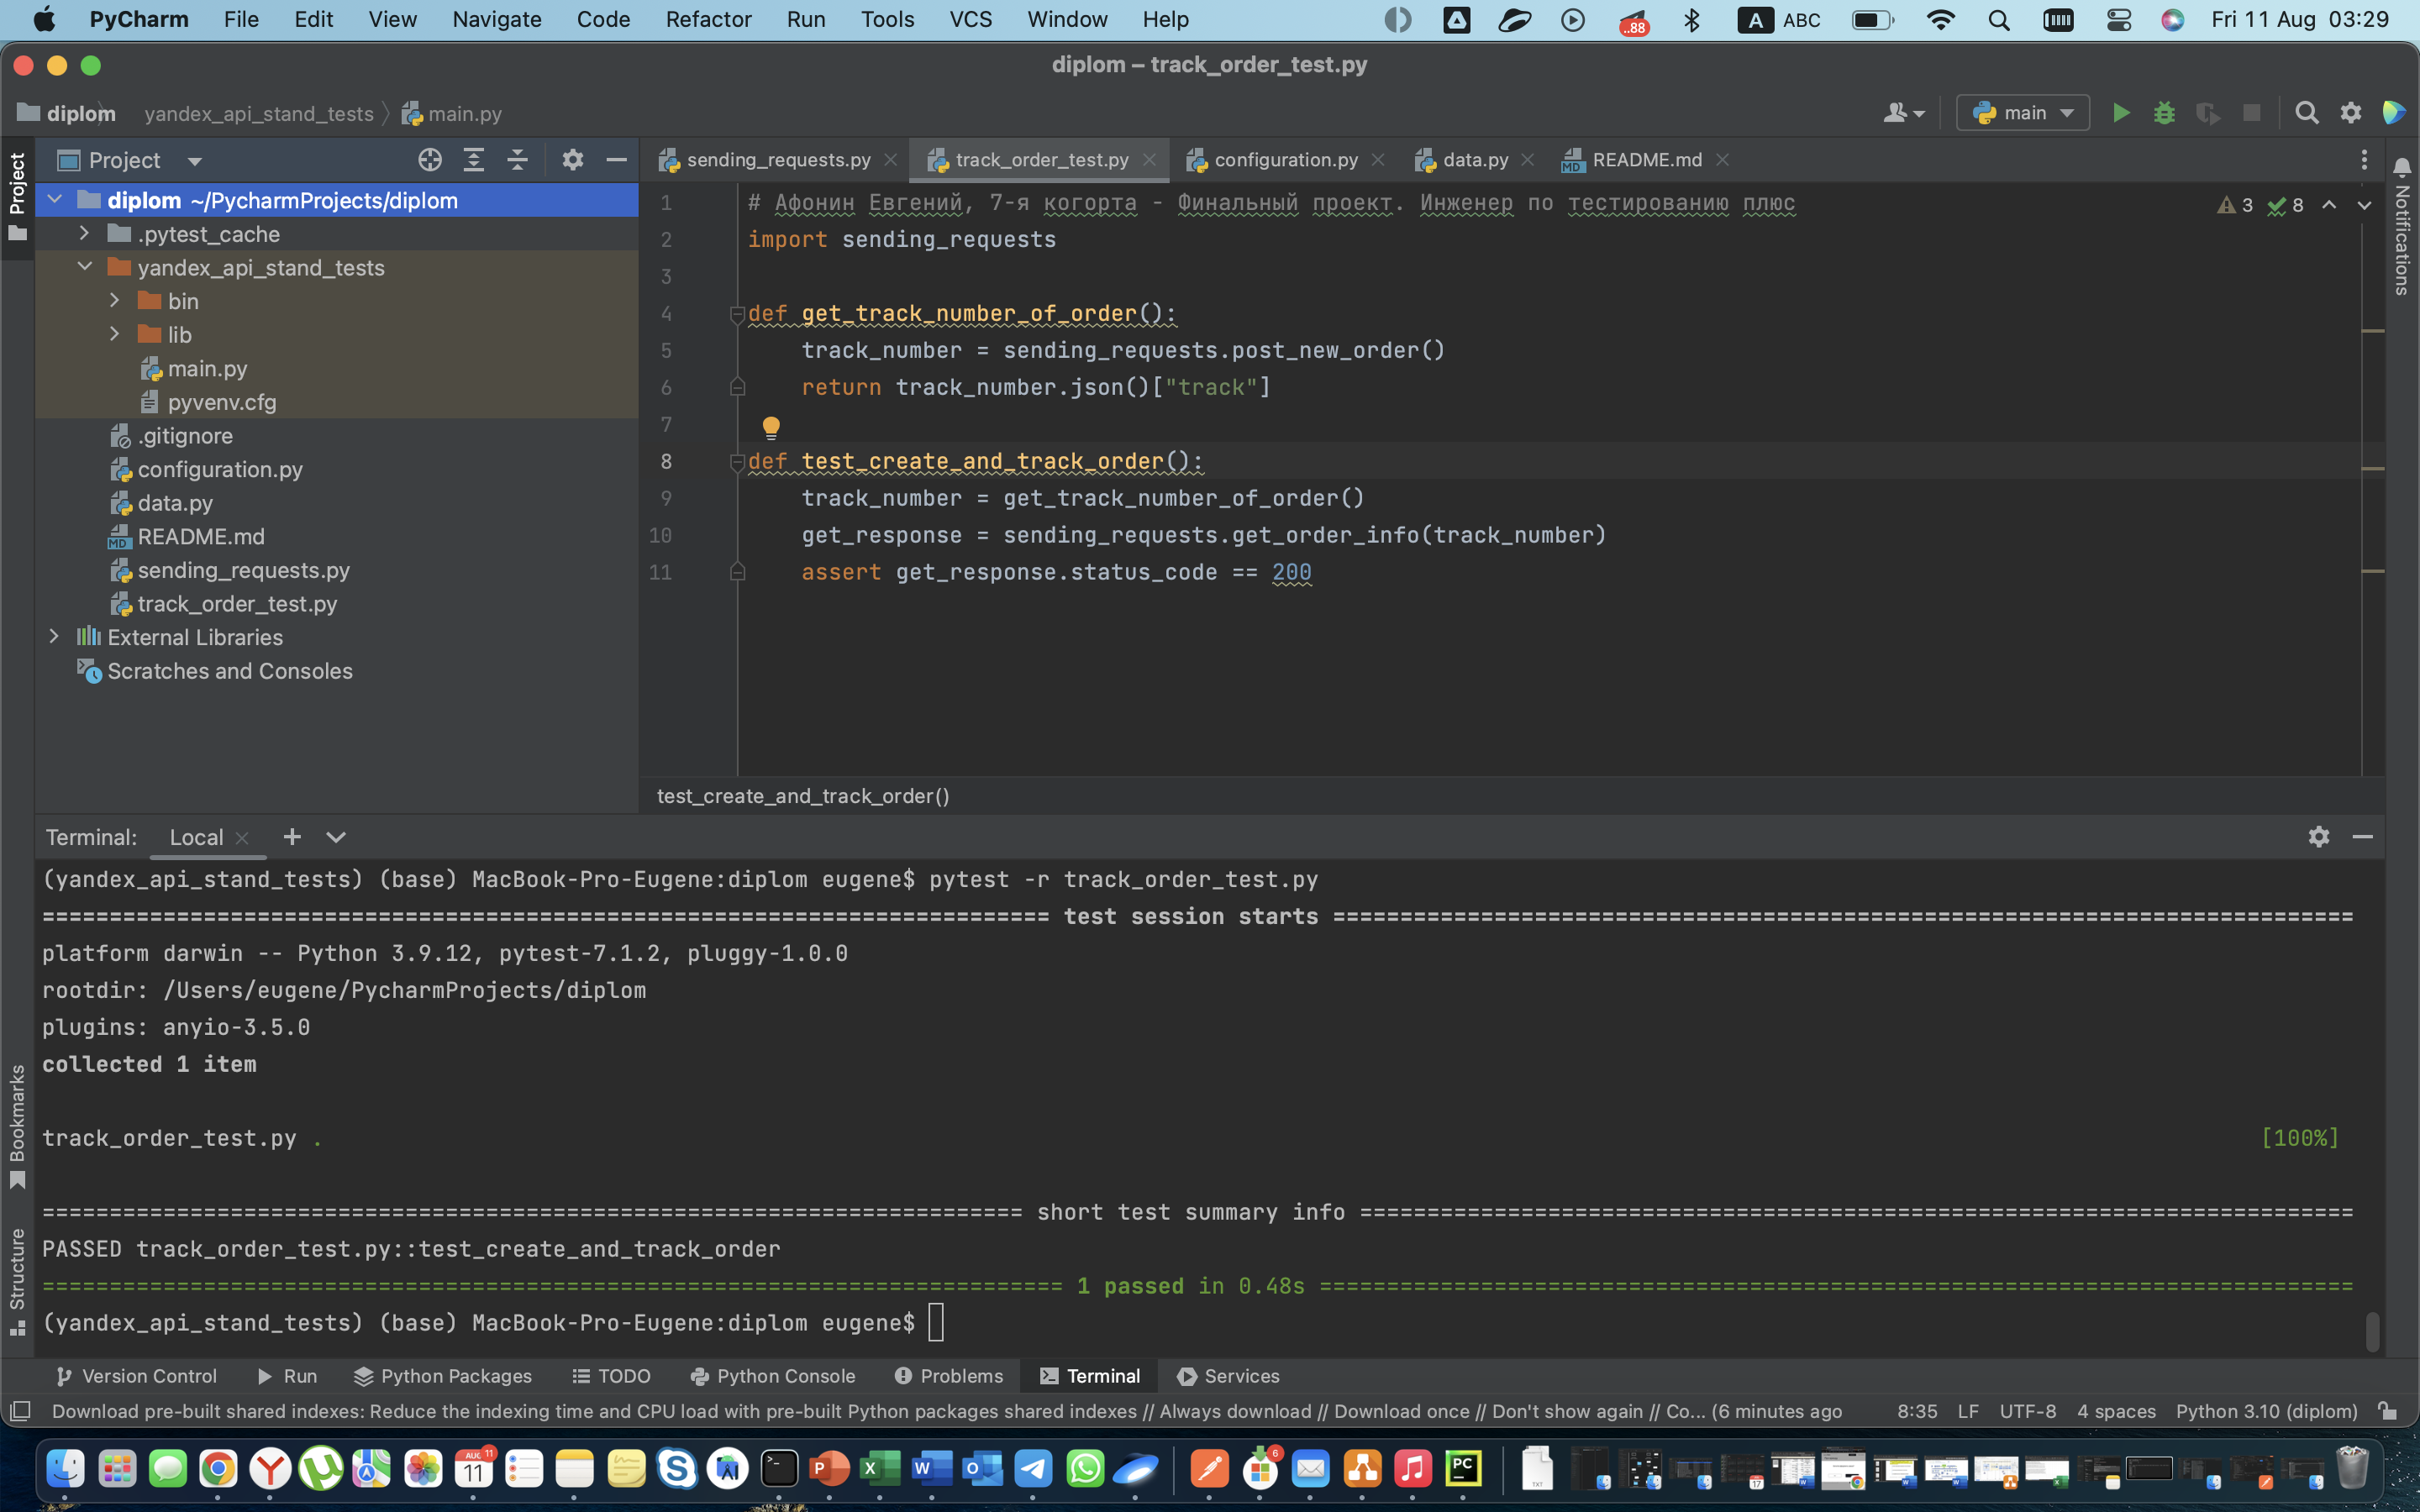 PyCharm File Edit View Navigate Code Refactor Run Tools VCS Window Help ..88 A ABC Fri 11 Aug 03:29
diplom – track_order_test.py
diplom yandex_api_stand_tests main.py main
Project
sending_requests.py track_order_test.py configuration.py data.py README.md
Project
Notifications
diplom ~/PycharmProjects/diplom
.pytest_cache
yandex_api_stand_tests
bin
lib
main.py
pyvenv.cfg
.gitignore
configuration.py
data.py
README.md
sending_requests.py
track_order_test.py
External Libraries
Scratches and Consoles
1 # Афонин Евгений, 7-я когорта - Финальный проект. Инженер по тестированию плюс
3 8
2 import sending_requests
3
4 def get_track_number_of_order():
5 track_number = sending_requests.post_new_order()
6 return track_number.json()["track"]
7
8 def test_create_and_track_order():
9 track_number = get_track_number_of_order()
10 get_response = sending_requests.get_order_info(track_number)
11 assert get_response.status_code == 200
test_create_and_track_order()
Terminal: Local
(yandex_api_stand_tests) (base) MacBook-Pro-Eugene:diplom eugene$ pytest -r track_order_test.py
=========================================================================== test session starts ============================================================================
platform darwin -- Python 3.9.12, pytest-7.1.2, pluggy-1.0.0
rootdir: /Users/eugene/PycharmProjects/diplom
plugins: anyio-3.5.0
collected 1 item
track_order_test.py . [100%]
========================================================================= short test summary info ==========================================================================
PASSED track_order_test.py::test_create_and_track_order
============================================================================ 1 passed in 0.48s =============================================================================
(yandex_api_stand_tests) (base) MacBook-Pro-Eugene:diplom eugene$
Bookmarks
Structure
Version Control Run Python Packages TODO Python Console Problems Terminal Services
Download pre-built shared indexes: Reduce the indexing time and CPU load with pre-built Python packages shared indexes // Always download // Download once // Don't show again // Co... (6 minutes ago 8:35 LF UTF-8 4 spaces Python 3.10 (diplom)
AUG 11 11 6 PC